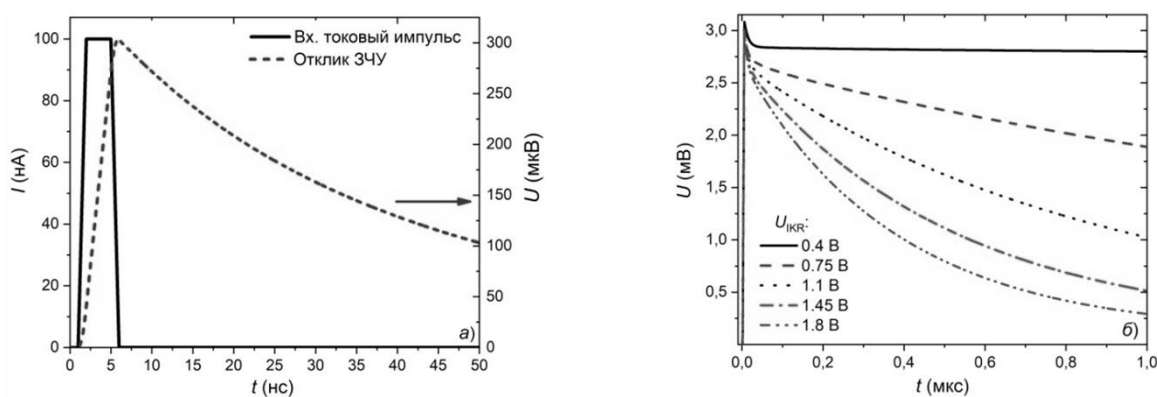 100
80
60
40
20
0
I (нА)
Вх. токовый импульс
Отклик ЗЧУ
300
250
200
150
100
50
0
U (мкВ)
а)
0 5 10 15 20 25 30 35 40 45 50
t (нс)
3,0
2,5
2,0
1,5
1,0
0,5
U (мВ)
U_IKR:
0.4 В
0.75 В
1.1 В
1.45 В
1.8 В
б)
0,0 0,2 0,4 0,6 0,8 1,0
t (мкс)